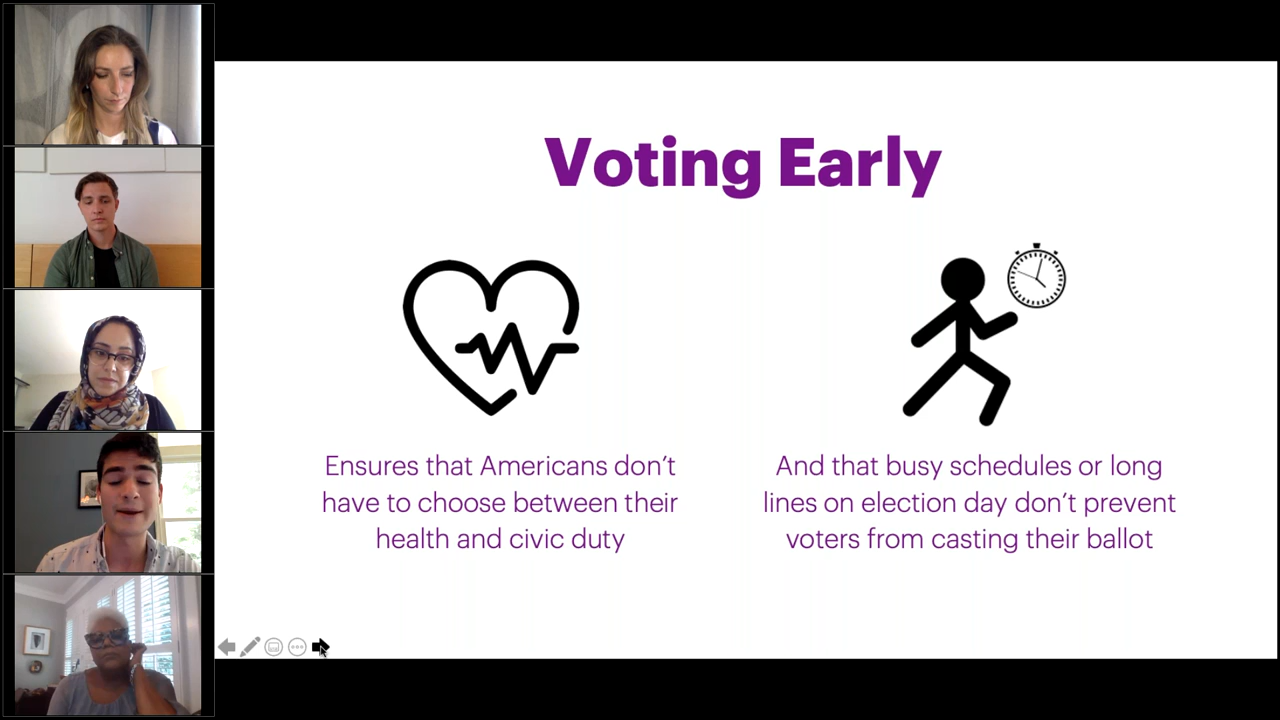 Voting Early
Ensures that Americans don’t
have to choose between their
health and civic duty
And that busy schedules or long
lines on election day don’t prevent
voters from casting their ballot